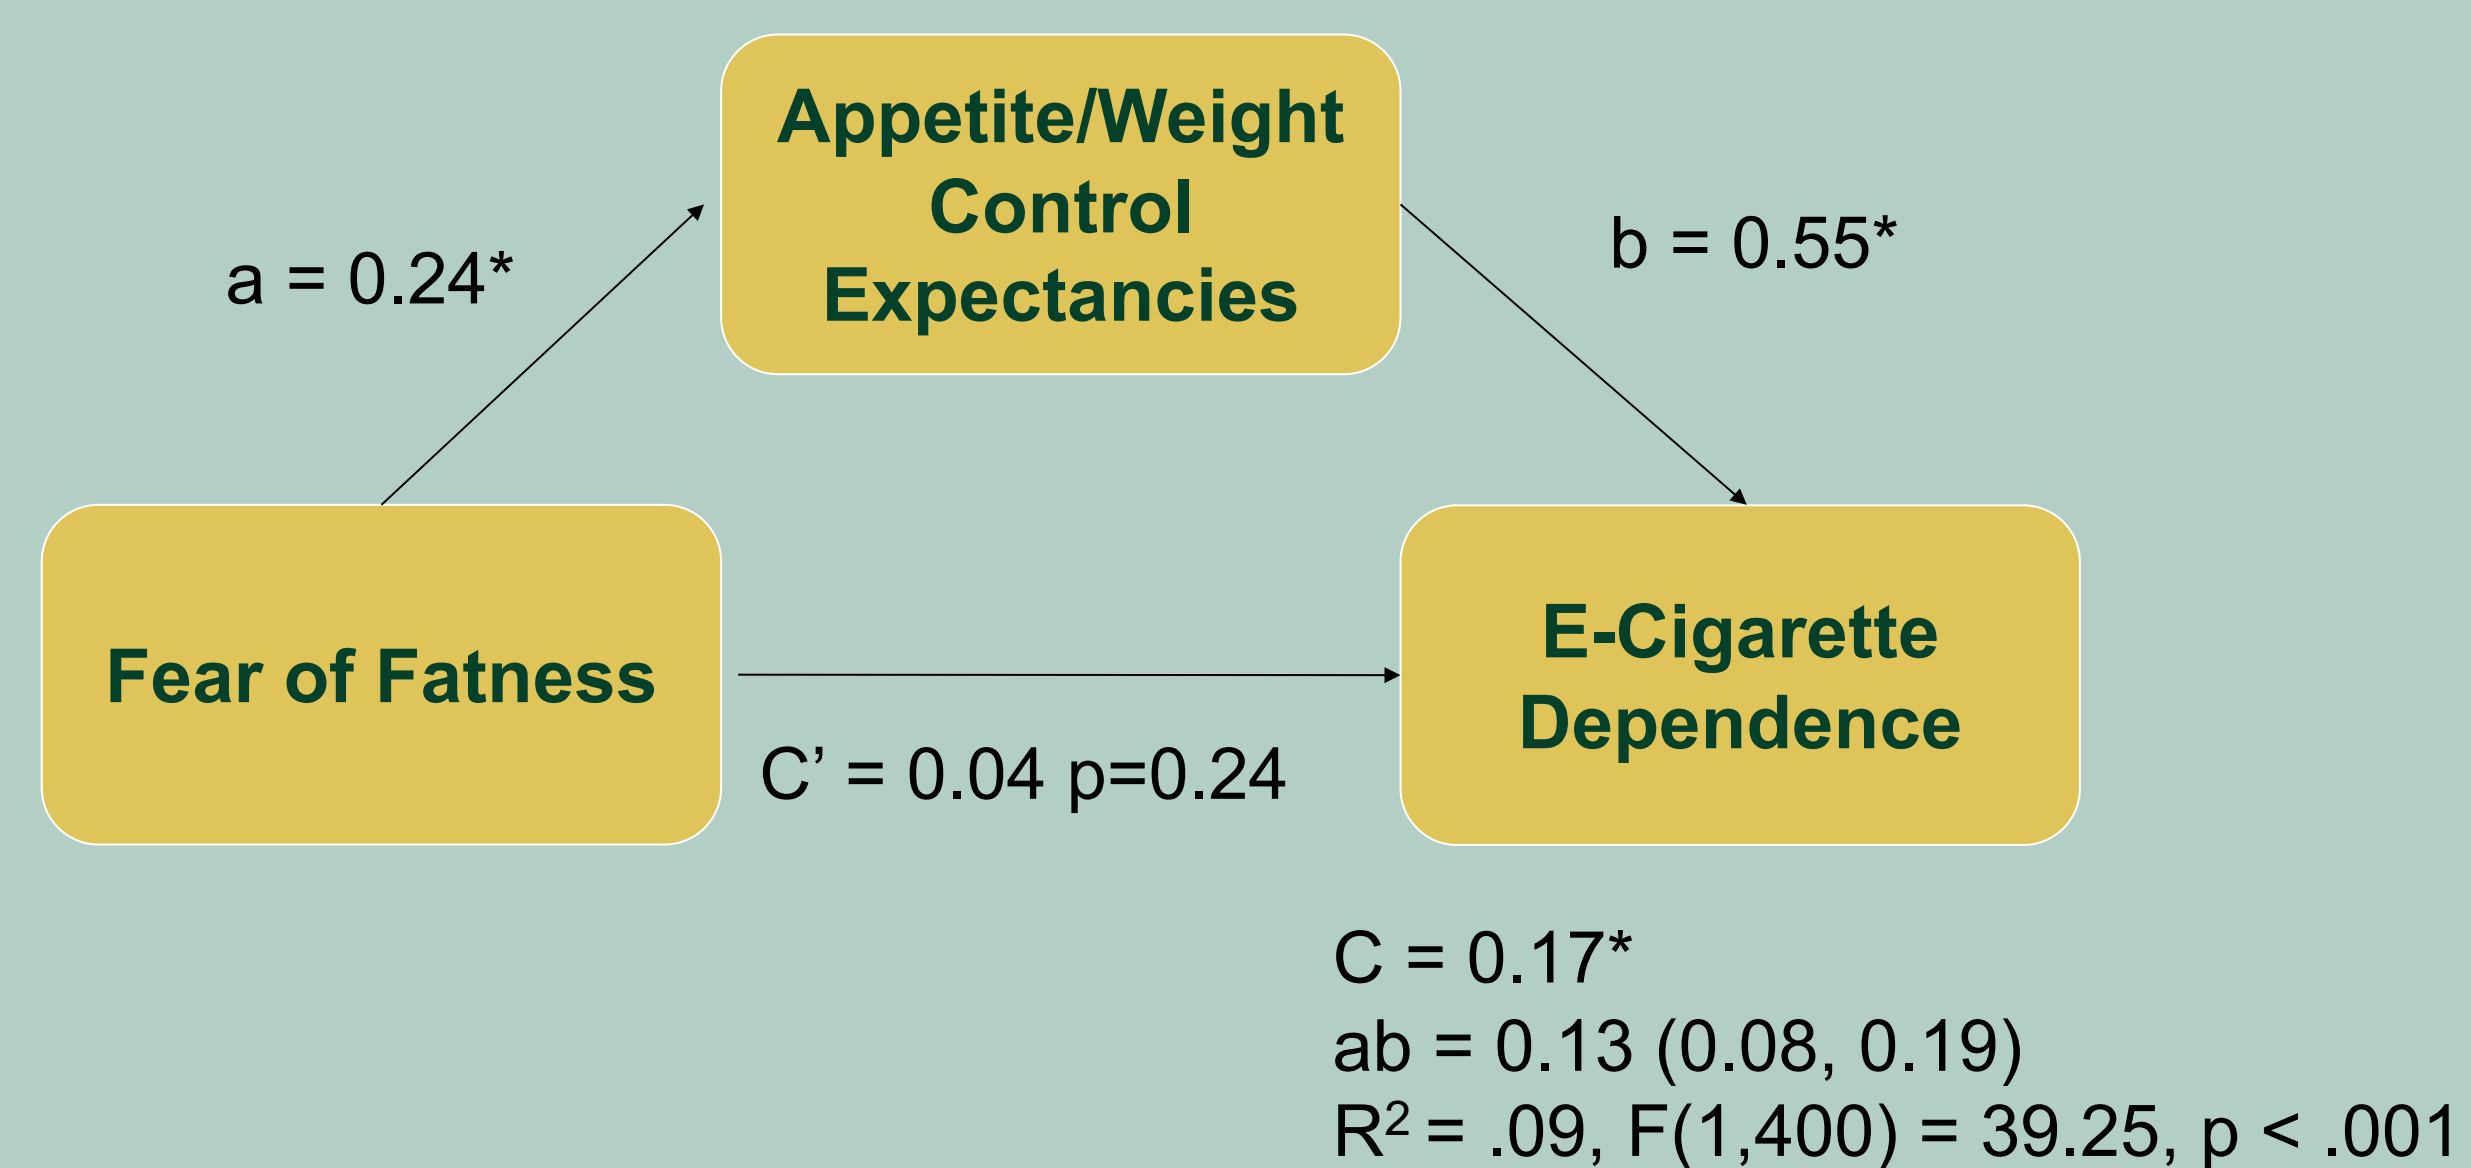 Appetite/Weight
Control
Expectancies
a = 0.24*
b = 0.55*
Fear of Fatness
E-Cigarette
Dependence
C’ = 0.04 p=0.24
C = 0.17*
ab = 0.13 (0.08, 0.19)
R² = .09, F(1,400) = 39.25, p < .001